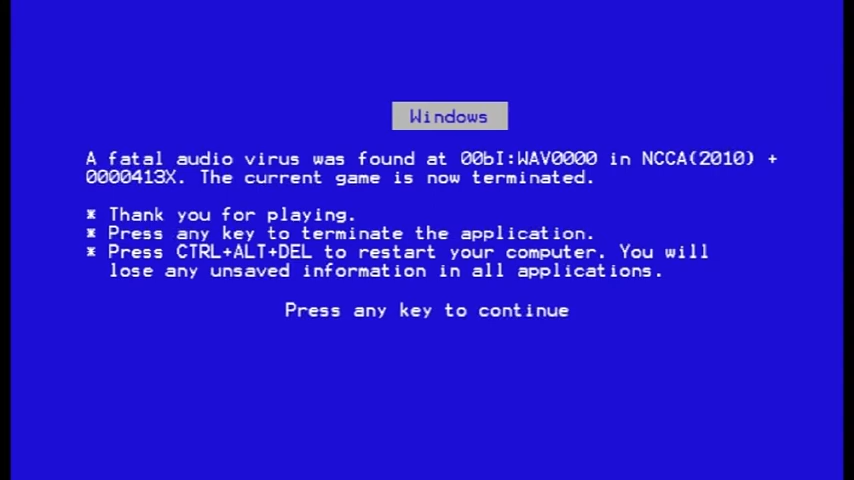 Windows
A fatal audio virus was found at 00bI:WAV0000 in NCCA(2010) +
0000413X. The current game is now terminated.
* Thank you for playing.
* Press any key to terminate the application.
* Press CTRL+ALT+DEL to restart your computer. You will
lose any unsaved information in all applications.
Press any key to continue